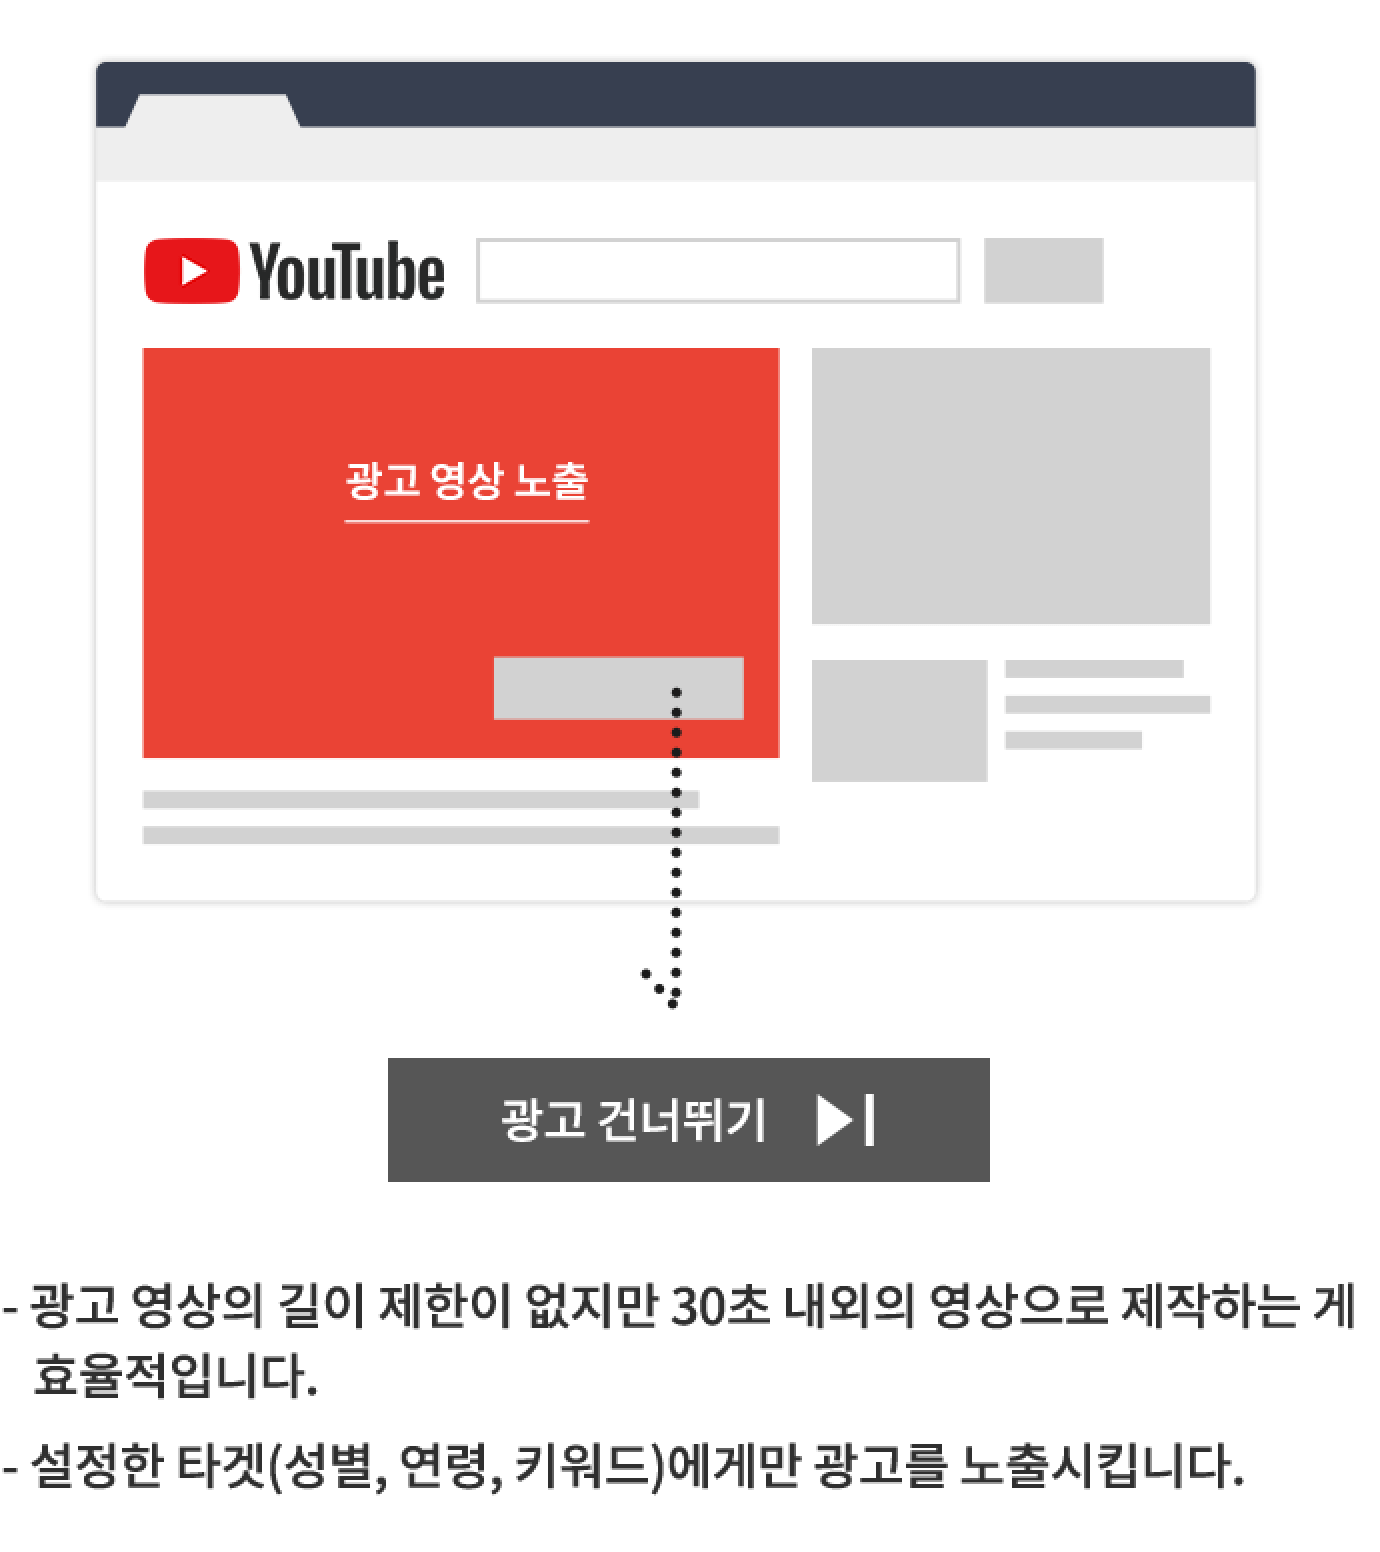 YouTube
광고 영상 노출
광고 건너뛰기
- 광고 영상의 길이 제한이 없지만 30초 내외의 영상으로 제작하는 게
효율적입니다.
- 설정한 타겟(성별, 연령, 키워드)에게만 광고를 노출시킵니다.